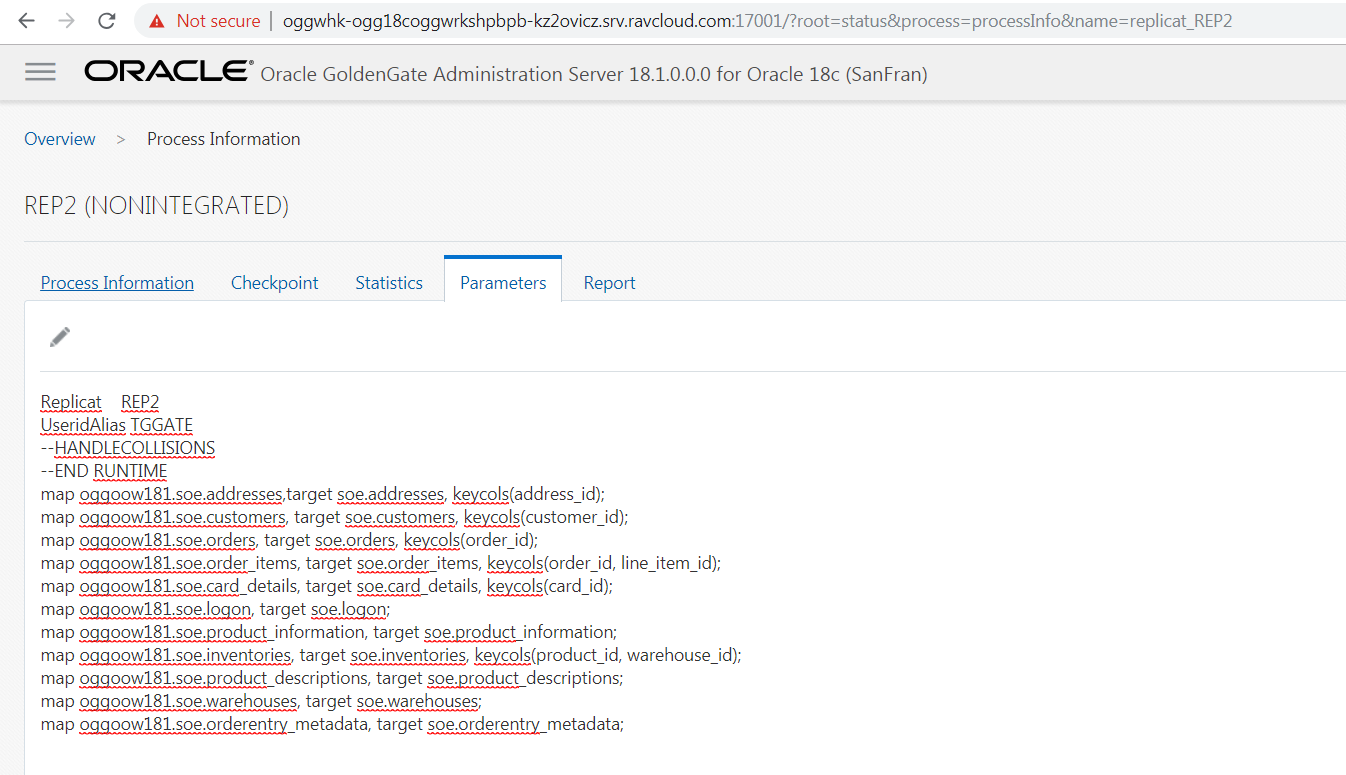 Not secure | oggwhk-ogg18coggwrkshpbpb-kz2ovicz.srv.ravcloud.com:17001/?root=status&process=processInfo&name=replicat_REP2
ORACLE® Oracle GoldenGate Administration Server 18.1.0.0.0 for Oracle 18c (SanFran)
Overview > Process Information
REP2 (NONINTEGRATED)
Process Information Checkpoint Statistics Parameters Report
Replicat REP2
UseridAlias TGGATE
--HANDLECOLLISIONS
--END RUNTIME
map oggoow181.soe.addresses,target soe.addresses, keycols(address_id);
map oggoow181.soe.customers, target soe.customers, keycols(customer_id);
map oggoow181.soe.orders, target soe.orders, keycols(order_id);
map oggoow181.soe.order_items, target soe.order_items, keycols(order_id, line_item_id);
map oggoow181.soe.card_details, target soe.card_details, keycols(card_id);
map oggoow181.soe.logon, target soe.logon;
map oggoow181.soe.product_information, target soe.product_information;
map oggoow181.soe.inventories, target soe.inventories, keycols(product_id, warehouse_id);
map oggoow181.soe.product_descriptions, target soe.product_descriptions;
map oggoow181.soe.warehouses, target soe.warehouses;
map oggoow181.soe.orderentry_metadata, target soe.orderentry_metadata;